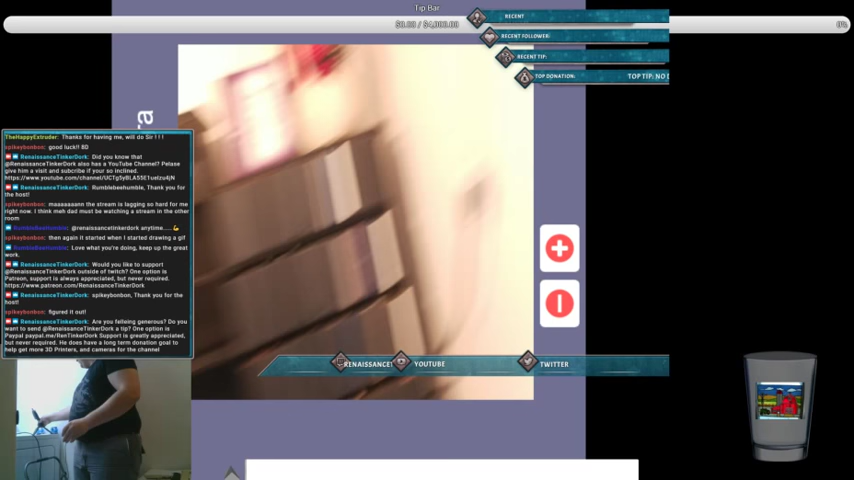 Tip Bar
$0.00 / $4,000.00
0%
RECENT
RECENT FOLLOWER:
RECENT TIP:
TOP DONATION:
TOP TIP: NO D
ra
TheHappyExtruder: Thanks for having me, will do Sir ! ! !
spikeybonbon: good luck!! 8D
RenaissanceTinkerDork: Did you know that
@RenaissanceTinkerDork also has a YouTube Channel? Please
give him a visit and subcribe if your so inclined.
RenaissanceTinkerDork: Rumblebeehumble, Thank you for
the host!
spikeybonbon: maaaaaaann the stream is lagging so hard for me
right now. I think meh dad must be watching a stream in the other
room
RumbleBeeHumble: @renaissancetinkerdork anytime.....💪
spikeybonbon: then again it started when I started drawing a gif
RumbleBeeHumble: Love what you're doing, keep up the great
work.
RenaissanceTinkerDork: Would you like to support
@RenaissanceTinkerDork outside of twitch? One option is
Patreon, support is always appreciated, but never required.
https://www.patreon.com/RenaissanceTinkerDork
RenaissanceTinkerDork: spikeybonbon, Thank you for the
host!
spikeybonbon: figured it out!
RenaissanceTinkerDork: Are you felleing generous? Do you
want to send @RenaissanceTinkerDork a tip? One option is
Paypal paypal.me/RenTinkerDork Support is greatly appreciated,
but never required. He does have a long term donation goal to
help get more 3D Printers, and cameras for the channel
RENAISSANCET
YOUTUBE
TWITTER